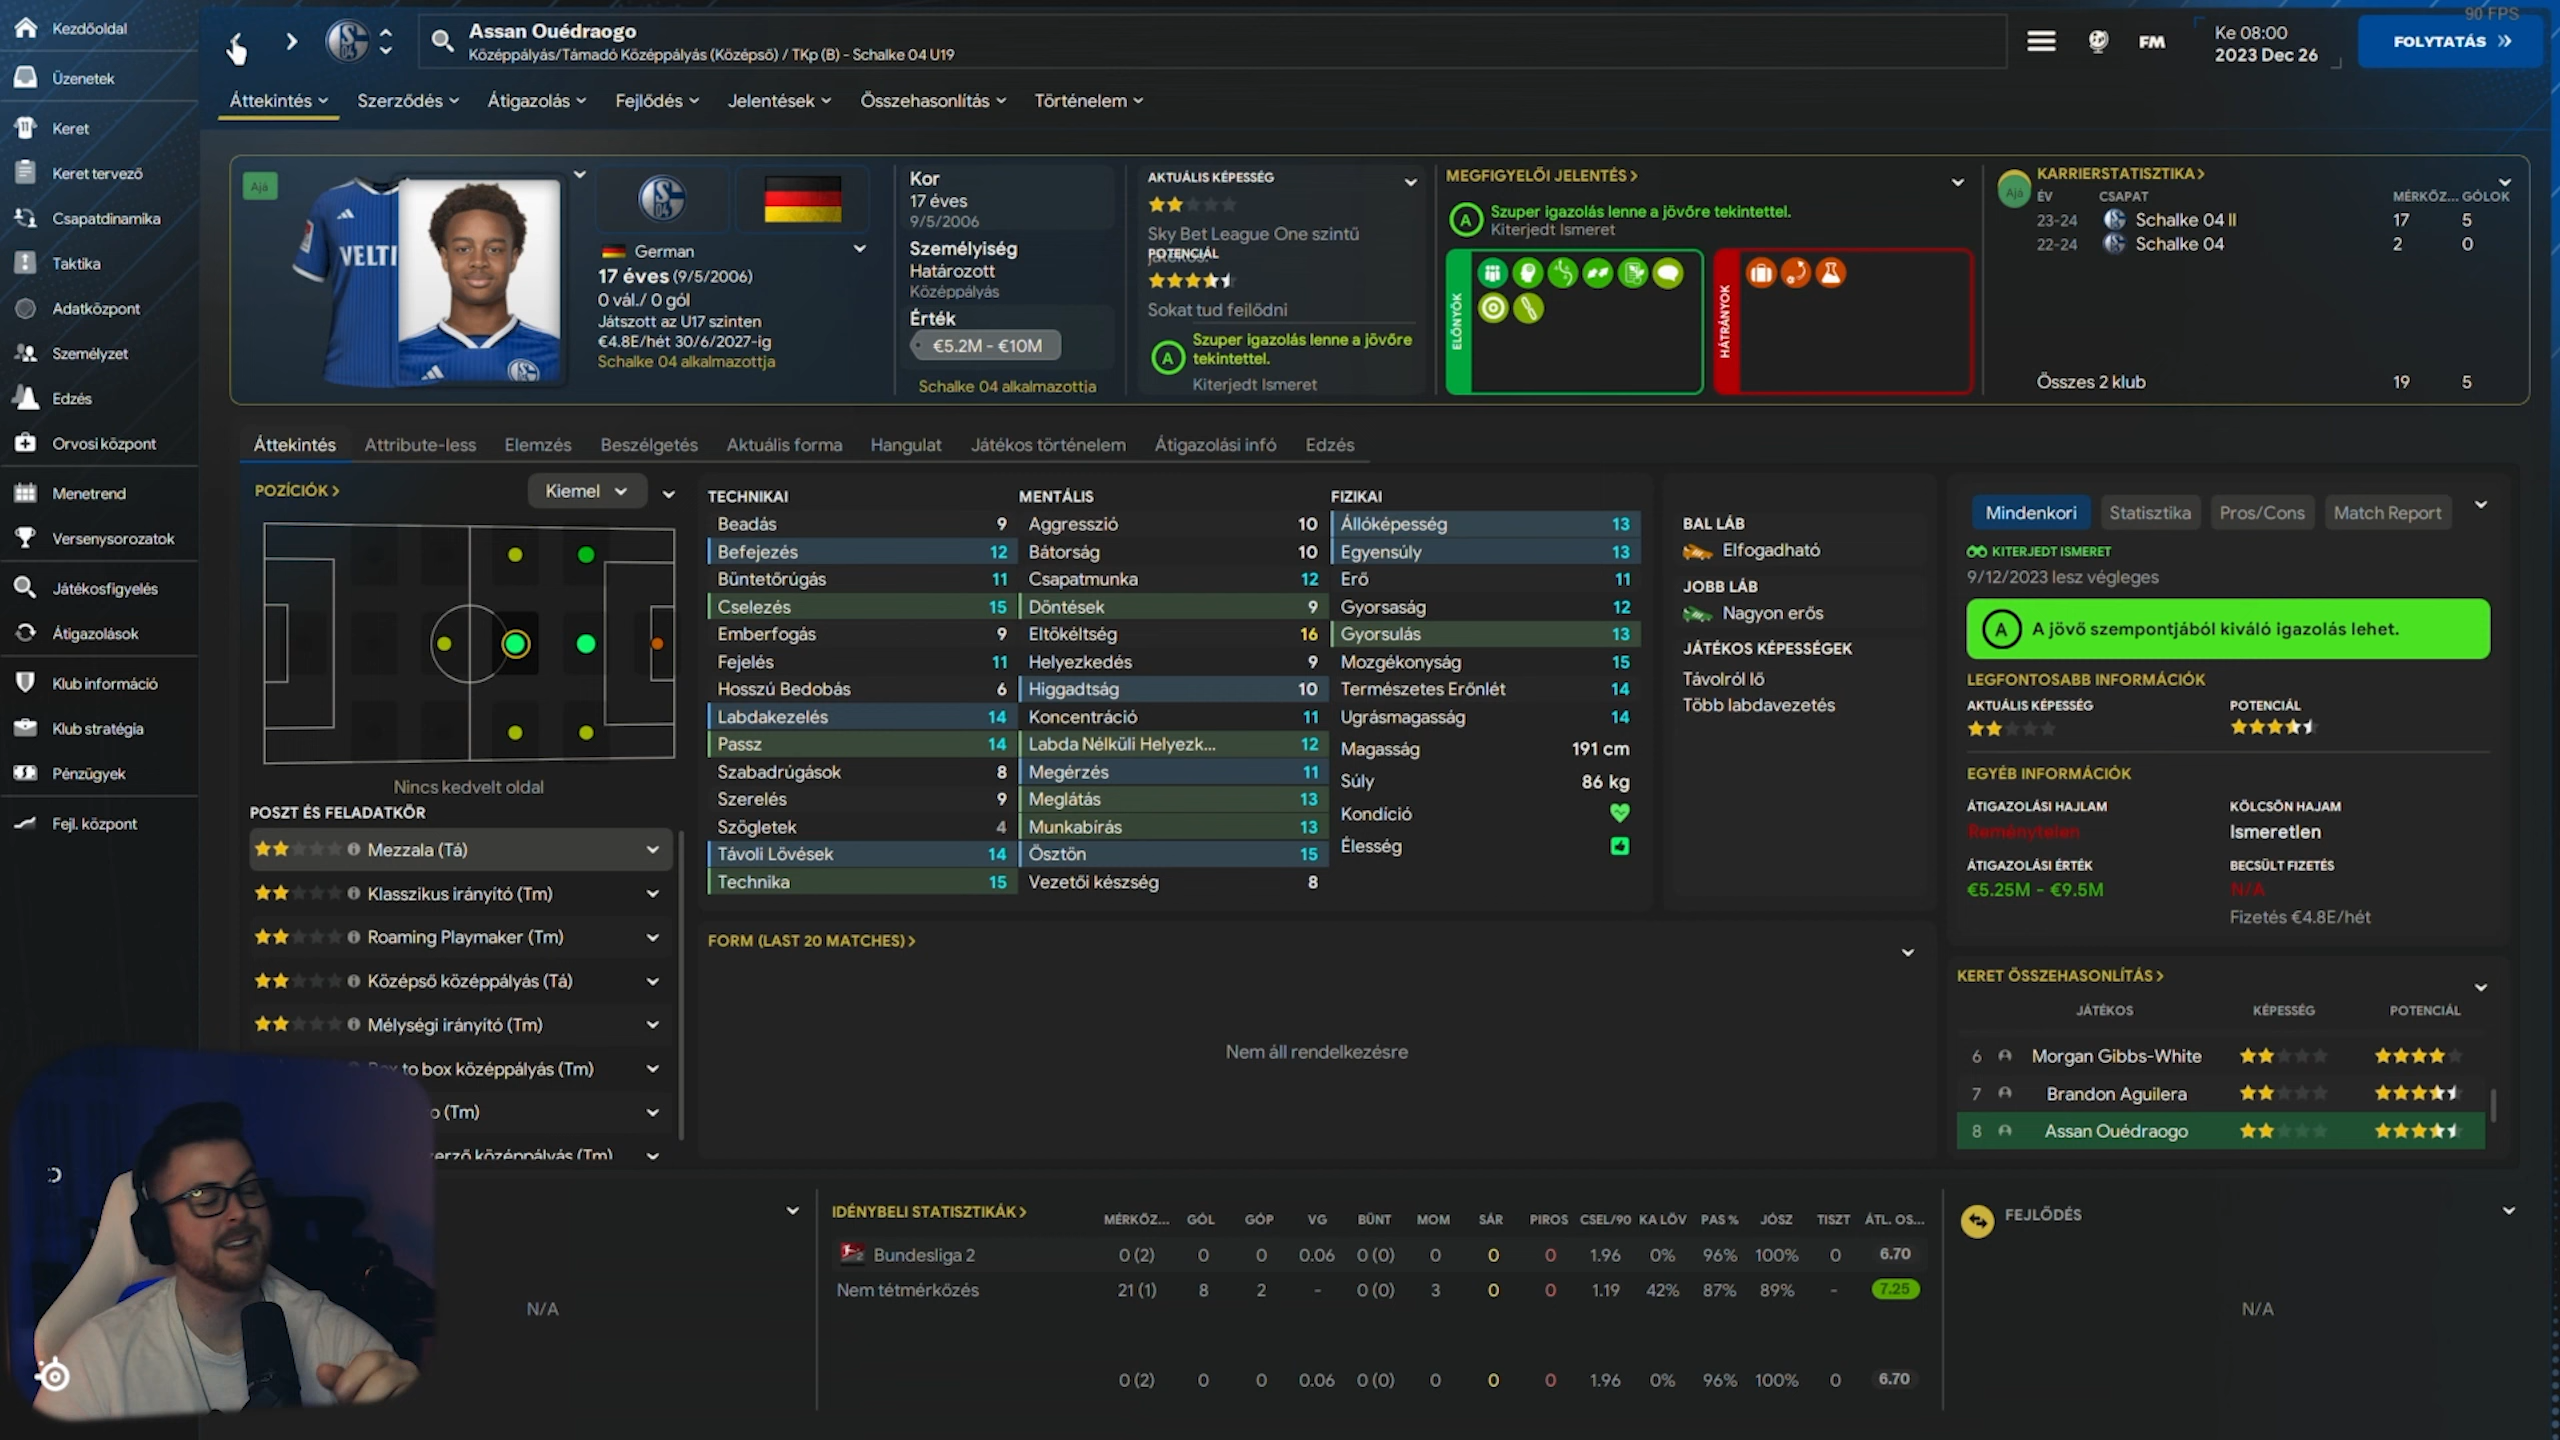 90 FPS
Kezdőoldal
Üzenetek
Keret
Keret tervező
Csapatdinamika
Taktika
Adatközpont
Személyzet
Edzés
Orvosi központ
Menetrend
Versenysorozatok
Játékosfigyelés
Átigazolások
Klub információ
Klub stratégia
Pénzügyek
Fejl. központ
Assan Ouédraogo
Középpályás/Támadó Középpályás (Középső) / TKp (B) - Schalke 04 U19
FM
Ke 08:00
2023 Dec 26
FOLYTATÁS
Áttekintés Szerződés Átigazolás Fejlődés Jelentések Összehasonlítás Történelem
Ajá
VELTI
German
17 éves (9/5/2006)
0 vál./ 0 gól
Játszott az U17 szinten
€4.8E/hét 30/6/2027-ig
Schalke 04 alkalmazottja
Kor
17 éves
9/5/2006
Személyiség
Határozott
Középpályás
Érték
€5.2M - €10M
Schalke 04 alkalmazottja
AKTUÁLIS KÉPESSÉG
Sky Bet League One szintű
POTENCIÁL
Sokat tud fejlődni
A Szuper igazolás lenne a jövőre
tekintettel.
Kiterjedt Ismeret
MEGFIGYELŐI JELENTÉS
A Szuper igazolás lenne a jövőre tekintettel.
Kiterjedt Ismeret
ELŐNYÖK
HÁTRÁNYOK
Ajá
KARRIERSTATISZTIKA
ÉV CSAPAT MÉRKŐZ... GÓLOK
23-24 Schalke 04 II 17 5
22-24 Schalke 04 2 0
Összes 2 klub 19 5
Áttekintés Attribute-less Elemzés Beszélgetés Aktuális forma Hangulat Játékos történelem Átigazolási infó Edzés
POZÍCIÓK
Kiemel
Nincs kedvelt oldal
POSZT ÉS FELADATKÖR
Mezzala (Tá)
Klasszikus irányító (Tm)
Roaming Playmaker (Tm)
Középső középpályás (Tá)
Mélységi irányító (Tm)
to box középpályás (Tm)
o (Tm)
erző középpályás (Tm)
TECHNIKAI
Beadás 9
Befejezés 12
Büntetőrúgás 11
Cselezés 15
Emberfogás 9
Fejelés 11
Hosszú Bedobás 6
Labdakezelés 14
Passz 14
Szabadrúgások 8
Szerelés 9
Szögletek 4
Távoli Lövések 14
Technika 15
MENTÁLIS
Aggresszió 10
Bátorság 10
Csapatmunka 12
Döntések 9
Eltökéltség 16
Helyezkedés 9
Higgadtság 10
Koncentráció 11
Labda Nélküli Helyezk... 12
Megérzés 11
Meglátás 13
Munkabírás 13
Ösztön 15
Vezetői készség 8
FIZIKAI
Állóképesség 13
Egyensúly 13
Erő 11
Gyorsaság 12
Gyorsulás 13
Mozgékonyság 15
Természetes Erőnlét 14
Ugrásmagasság 14
Magasság 191 cm
Súly 86 kg
Kondíció
Élesség
BAL LÁB
Elfogadható
JOBB LÁB
Nagyon erős
JÁTÉKOS KÉPESSÉGEK
Távolról lő
Több labdavezetés
Mindenkori Statisztika Pros/Cons Match Report
KITERJEDT ISMERET
9/12/2023 lesz végleges
A A jövő szempontjából kiváló igazolás lehet.
LEGFONTOSABB INFORMÁCIÓK
AKTUÁLIS KÉPESSÉG POTENCIÁL
EGYÉB INFORMÁCIÓK
ÁTIGAZOLÁSI HAJLAM KÖLCSÖN HAJAM
Reménytelen Ismeretlen
ÁTIGAZOLÁSI ÉRTÉK BECSÜLT FIZETÉS
€5.25M - €9.5M N/A
Fizetés €4.8E/hét
FORM (LAST 20 MATCHES)
Nem áll rendelkezésre
KERET ÖSSZEHASONLÍTÁS
JÁTÉKOS KÉPESSÉG POTENCIÁL
6 Morgan Gibbs-White
7 Brandon Aguilera
8 Assan Ouédraogo
N/A
IDÉNYBELI STATISZTIKÁK
MÉRKŐZ... GÓL GÓP VG BÜNT MOM SÁR PIROS CSEL/90 KA LÖV PAS % JÓSZ TISZT ÁTL. OS...
Bundesliga 2 0 (2) 0 0 0.06 0 (0) 0 0 0 1.96 0% 96% 100% 0 6.70
Nem tétmérkőzés 21 (1) 8 2 - 0 (0) 3 0 0 1.19 42% 87% 89% - 7.25
0 (2) 0 0 0.06 0 (0) 0 0 0 1.96 0% 96% 100% 0 6.70
FEJLŐDÉS
N/A